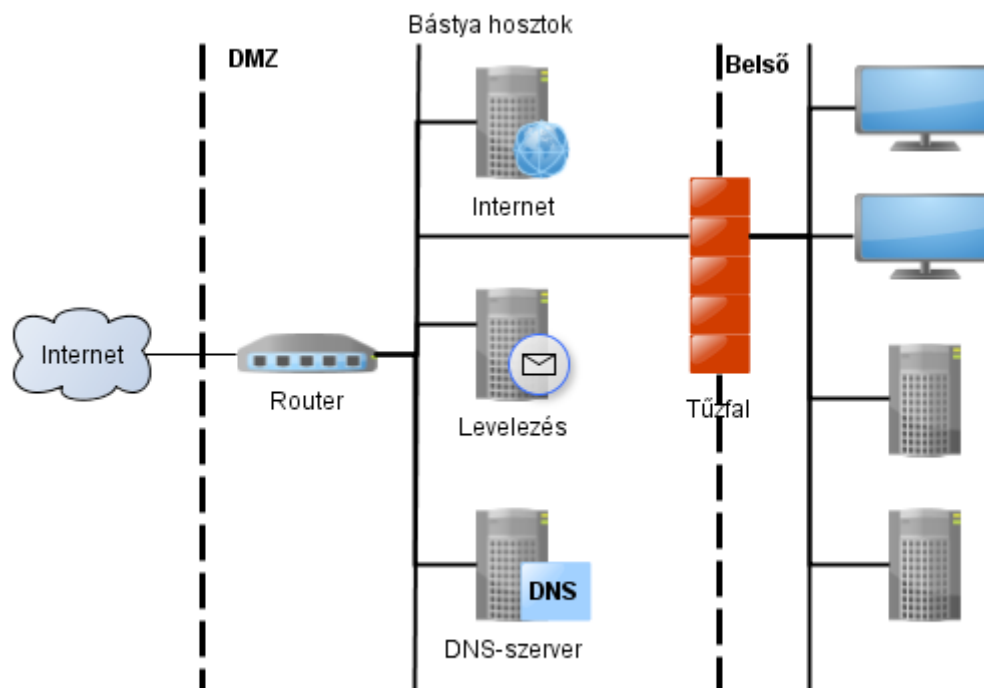 Bástya hosztok
DMZ
Belső
Internet
Internet
Router
Levelezés
Tűzfal
DNS
DNS-szerver